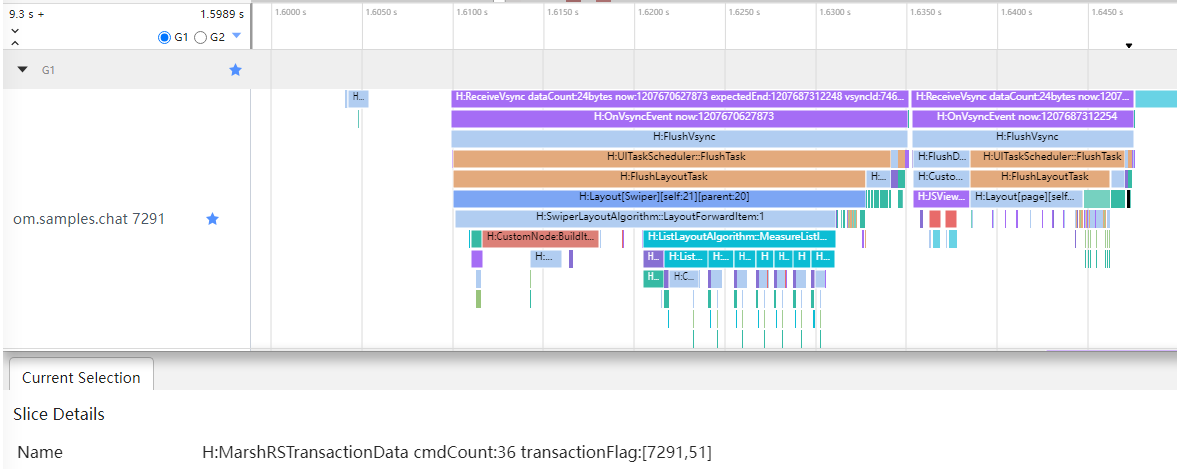 9.3 s + 1.5989 s
1.6000 s 1.6050 s 1.6100 s 1.6150 s 1.6200 s 1.6250 s 1.6300 s 1.6350 s 1.6400 s 1.6450 s
G1 G2
G1
H... H:ReceiveVsync dataCount:24bytes now:1207670627873 expectedEnd:1207687312248 vsyncId:746... H:ReceiveVsync dataCount:24bytes now:1207...
H:OnVsyncEvent now:1207670627873 H:OnVsyncEvent now:1207687312254
H:FlushVsync H:FlushVsync
H:UITaskScheduler::FlushTask H:FlushD... H:UITaskScheduler::FlushTask
H:FlushLayoutTask H:... H:Custo... H:FlushLayoutTask
H:Layout[Swiper][self:21][parent:20] H:JSView... H:Layout[page][self...
om.samples.chat 7291 H:SwiperLayoutAlgorithm::LayoutForwardItem:1
H:CustomNode:BuildIt... H:ListLayoutAlgorithm::MeasureListI...
H:... H... H:List... H... H... H H... H H...
H... H:C...
Current Selection
Slice Details
Name H:MarshRSTransactionData cmdCount:36 transactionFlag:[7291,51]